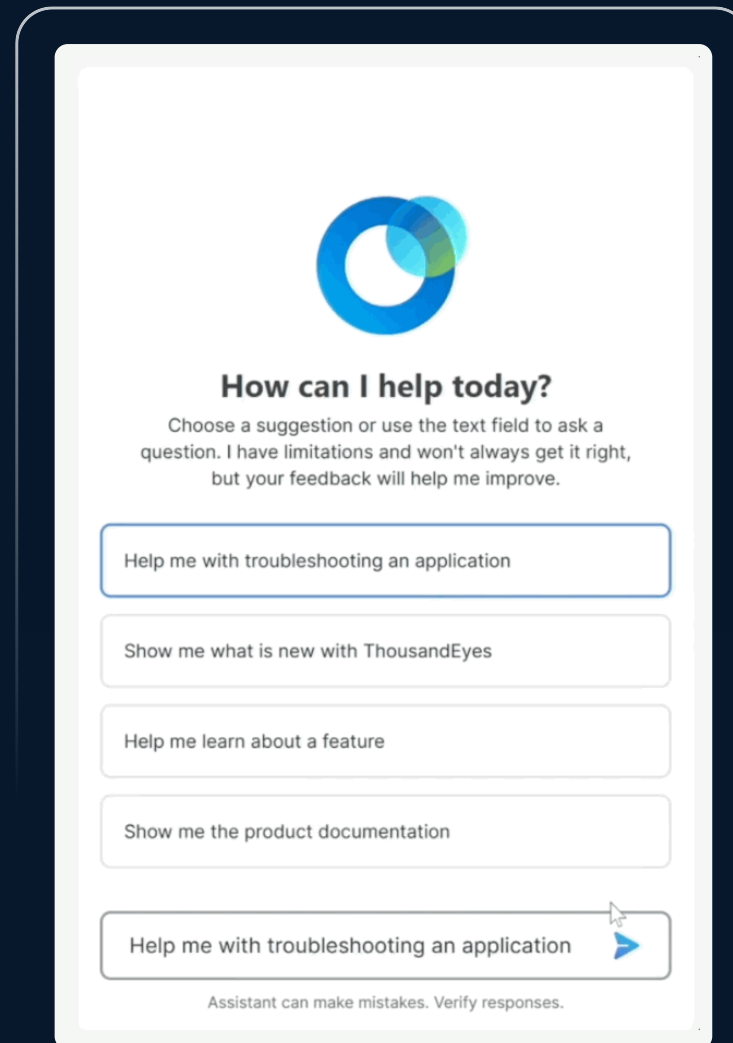 How can I help today?
Choose a suggestion or use the text field to ask a
question. I have limitations and won't always get it right,
but your feedback will help me improve.
Help me with troubleshooting an application
Show me what is new with ThousandEyes
Help me learn about a feature
Show me the product documentation
Help me with troubleshooting an application
Assistant can make mistakes. Verify responses.